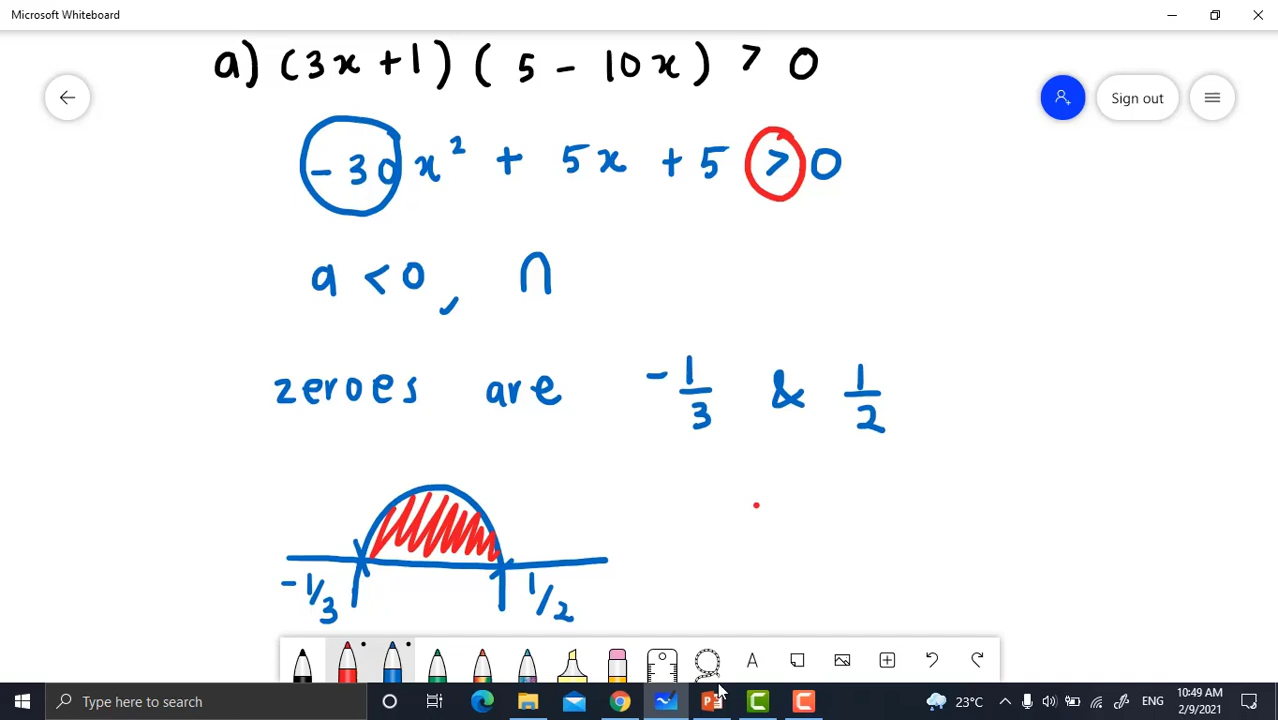 Microsoft Whiteboard
a) (3x + 1) ( 5 - 10x) > 0
Sign out
-30x² + 5x + 5 > 0
a < 0, ∩
zeroes are -1/3 & 1/2
-1/3 1/2
A
Type here to search
23°C
ENG
10:49 AM
2/9/2021